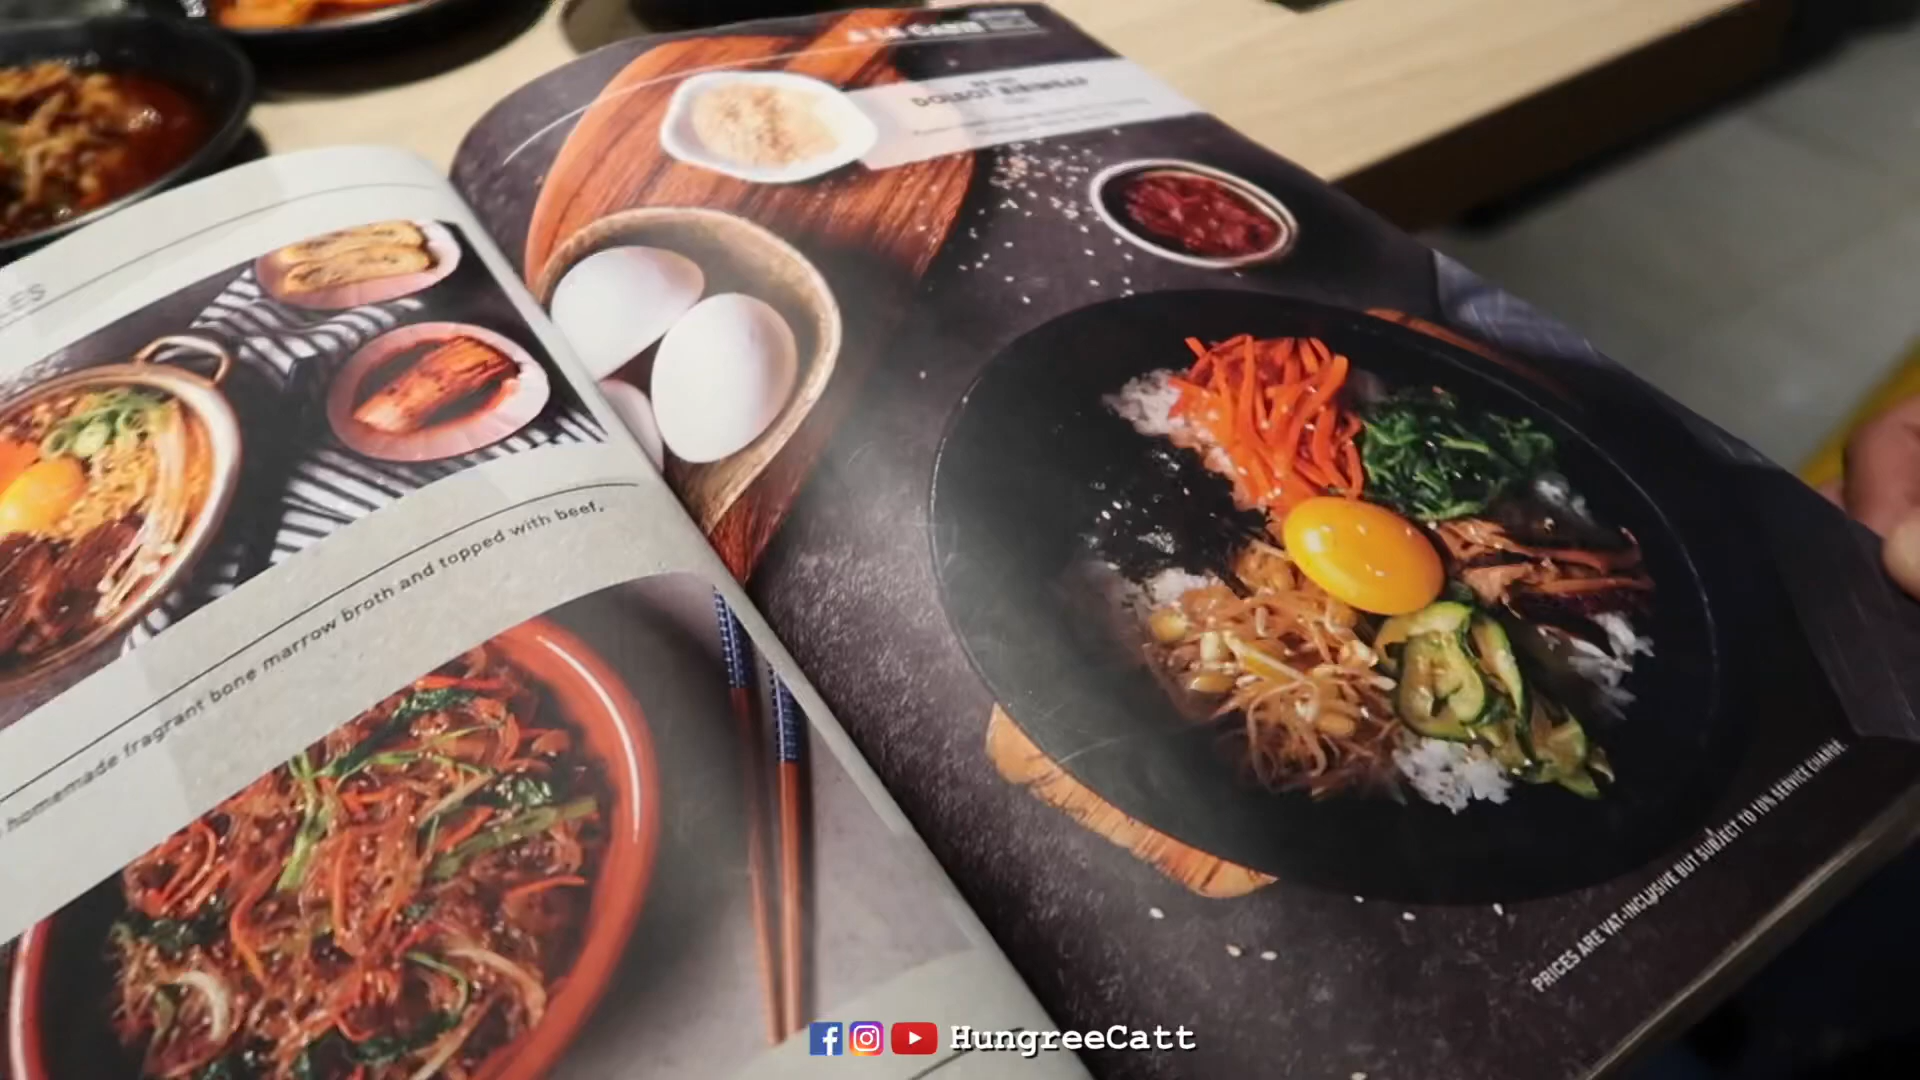 À LA CARTE
DOLSOT BIBIMBAP
homemade fragrant bone marrow broth and topped with beef,
PRICES ARE VAT-INCLUSIVE BUT SUBJECT TO 10% SERVICE CHARGE.
HungreeCatt